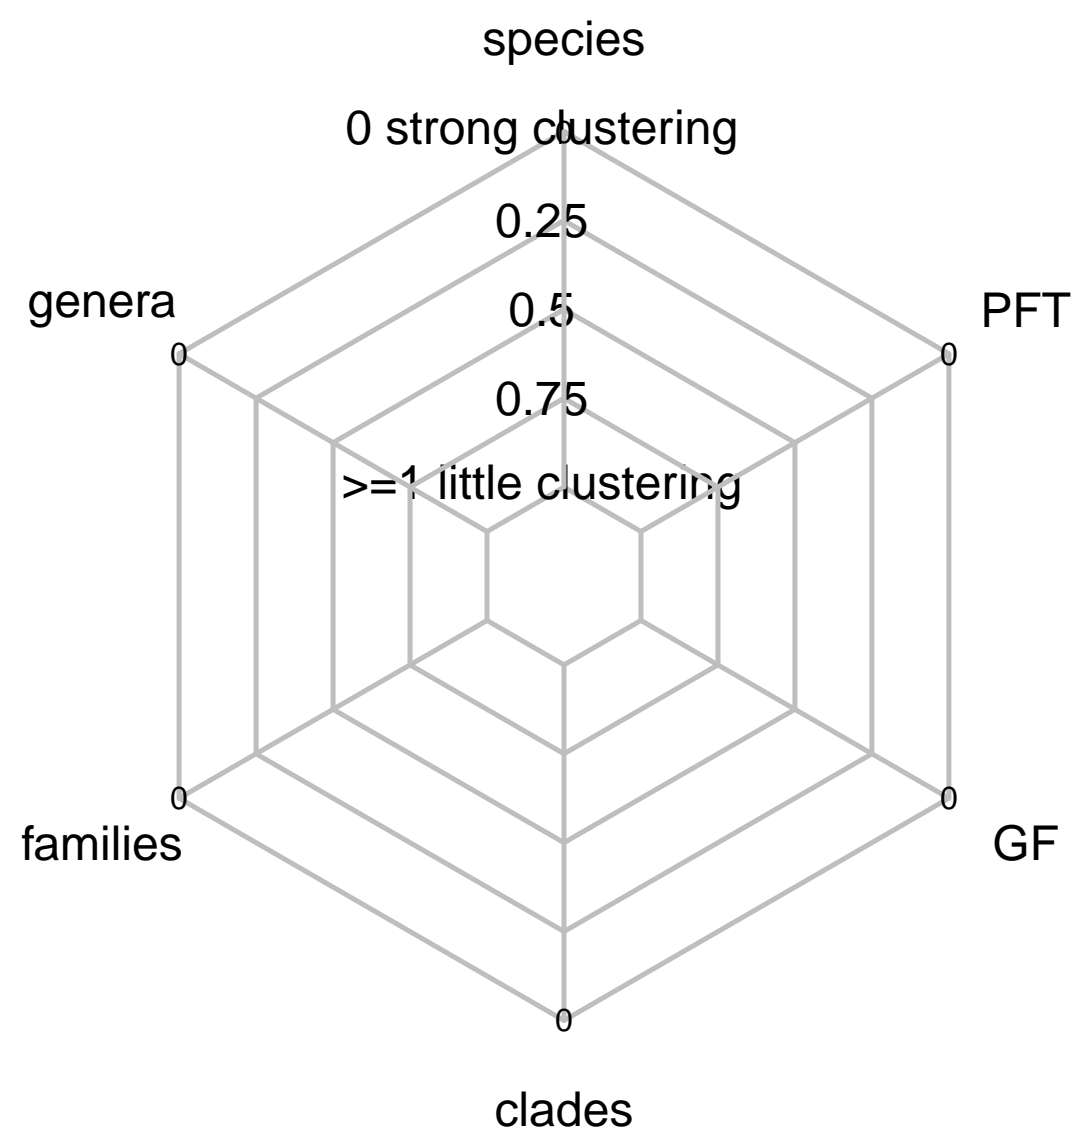 species
0 strong clustering
0
0.25
genera
PFT
0.5
0
0
0.75
>=1 little clustering
0
0
families
GF
0
clades